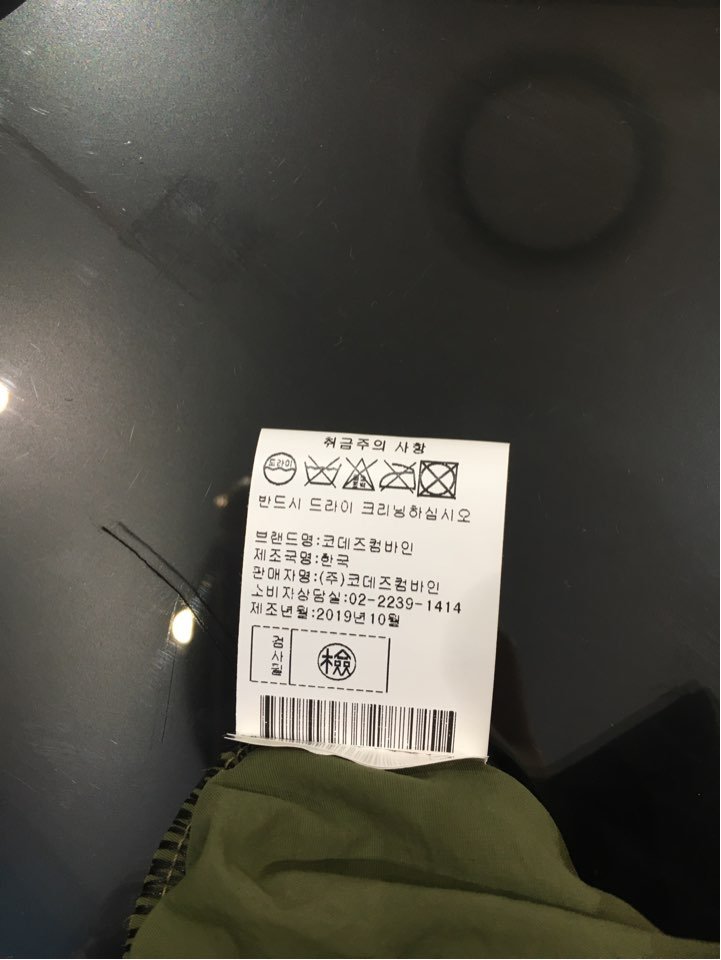 취급주의 사항
드라이
반드시 드라이 크리닝하십시오
브랜드명:코데즈컴바인
제조국명:한국
판매자명:(주)코데즈컴바인
소비자상담실:02-2239-1414
제조년월:2019년10월
검사필
檢